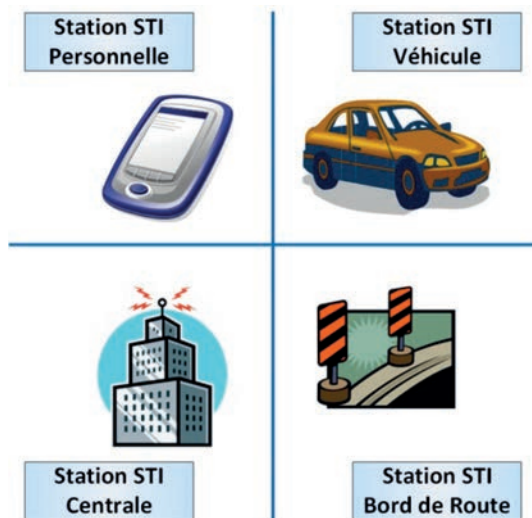 Station STI
Personnelle
Station STI
Véhicule
Station STI
Centrale
Station STI
Bord de Route